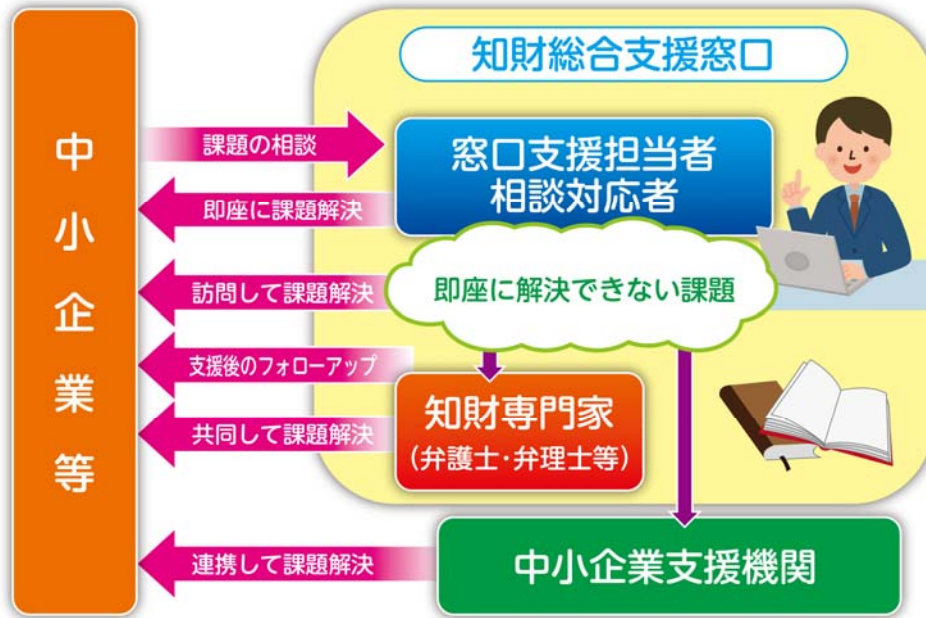 中小企業等
知財総合支援窓口
課題の相談
窓口支援担当者
相談対応者
即座に課題解決
訪問して課題解決
即座に解決できない課題
支援後のフォローアップ
知財専門家
(弁護士・弁理士等)
共同して課題解決
連携して課題解決
中小企業支援機関